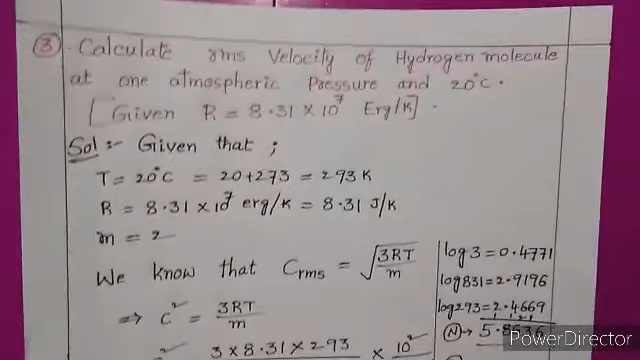 ③ Calculate rms Velocity of Hydrogen molecule
at one atmospheric Pressure and 20°C.
[Given R = 8.31 × 10⁷ Erg/K].
Sol :- Given that ;
T = 20°C = 20+273 = 293 K
R = 8.31 × 10⁷ erg/K = 8.31 J/K
m = 2
We know that Crms = √(3RT/m)
⇒ C² = 3RT/m
3 × 8.31 × 293 × 10²
log 3 = 0.4771
log 831 = 2.9196
log 293 = 2.4669
(N) → 5.8636
PowerDirector